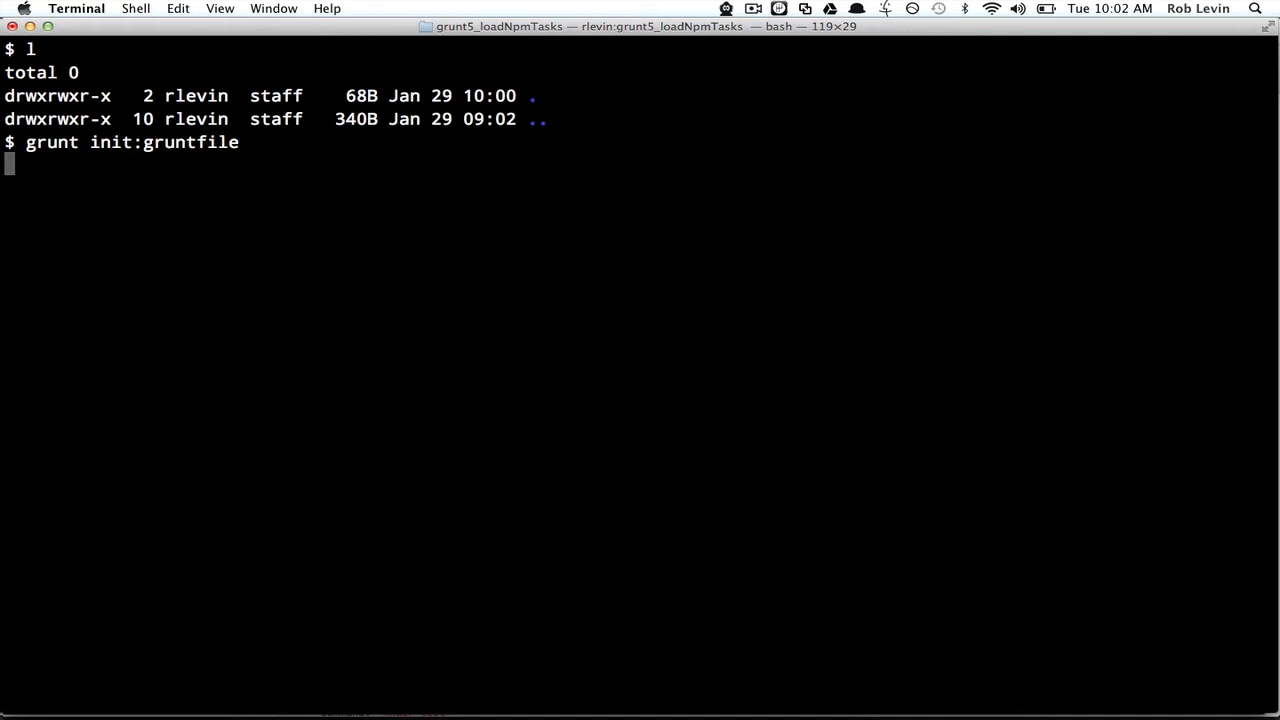 Terminal Shell Edit View Window Help Tue 10:02 AM Rob Levin
grunt5_loadNpmTasks — rlevin:grunt5_loadNpmTasks — bash — 119×29
$ l
total 0
drwxrwxr-x 2 rlevin staff 68B Jan 29 10:00 .
drwxrwxr-x 10 rlevin staff 340B Jan 29 09:02 ..
$ grunt init:gruntfile